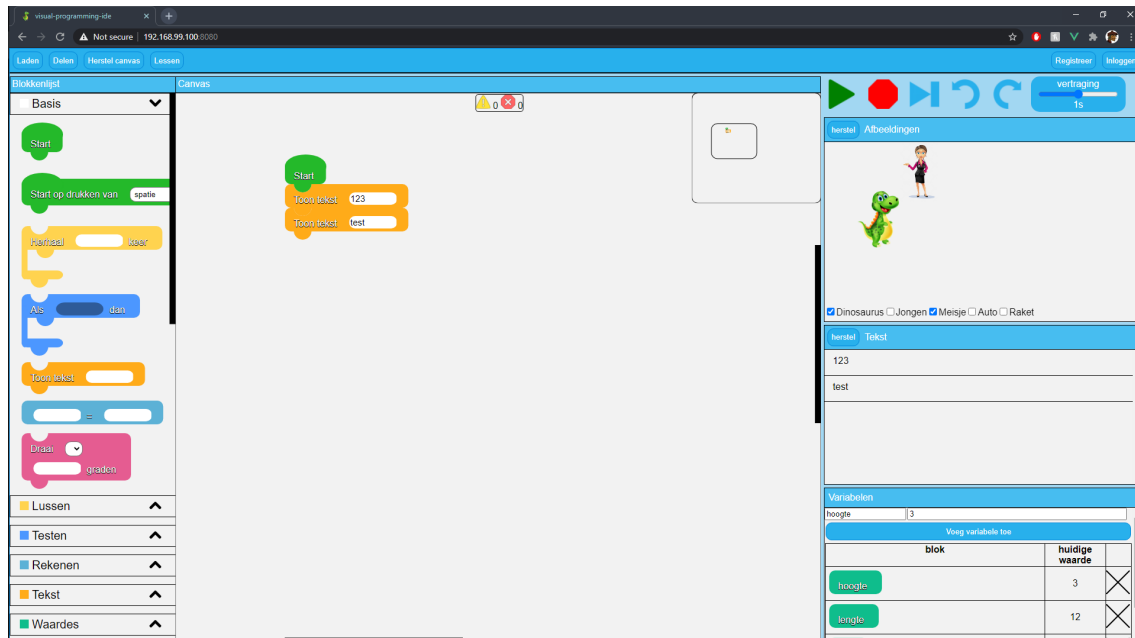 visual-programming-ide
Not secure | 192.168.99.100:8080
Laden Delen Herstel canvas Lessen Registreer Inloggen
Blokkenlijst
Basis
Start
Start op drukken van spatie
Herhaal keer
Als dan
Toon tekst
=
Draai
graden
Lussen
Testen
Rekenen
Tekst
Waardes
Canvas
0 0
Start
Toon tekst 123
Toon tekst test
vertraging
1s
herstel Afbeeldingen
Dinosaurus Jongen Meisje Auto Raket
herstel Tekst
123
test
Variabelen
hoogte 3
Voeg variabele toe
blok huidige
waarde
hoogte 3
lengte 12